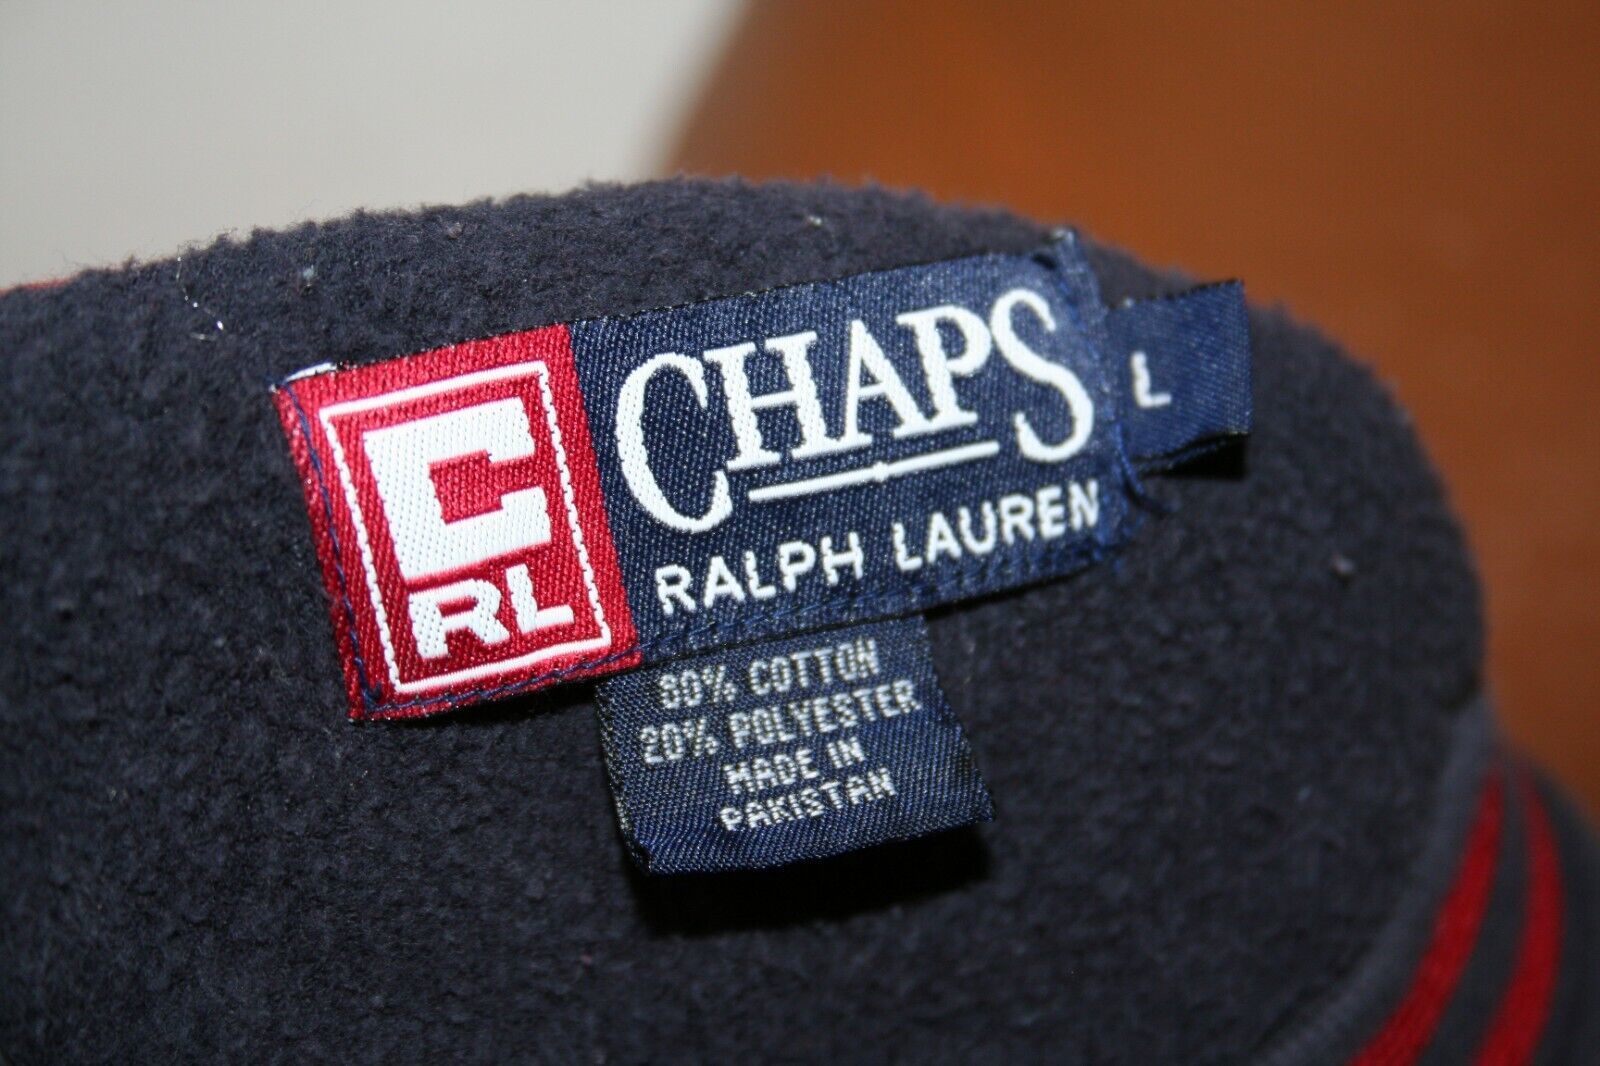 C
RL
CHAPS
RALPH LAUREN
L
80% COTTON
20% POLYESTER
MADE IN
PAKISTAN